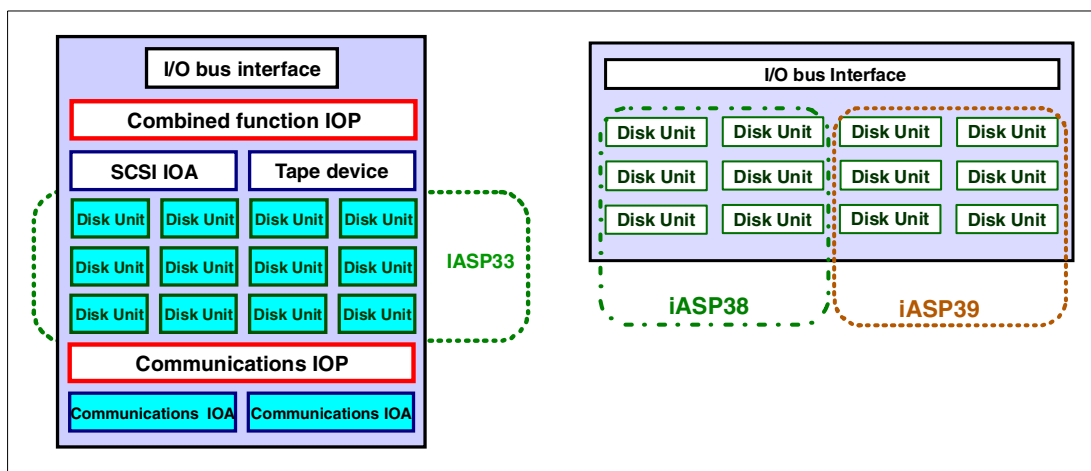 I/O bus interface
Combined function IOP
SCSI IOA
Tape device
Disk Unit Disk Unit Disk Unit Disk Unit
Disk Unit Disk Unit Disk Unit Disk Unit
Disk Unit Disk Unit Disk Unit Disk Unit
IASP33
Communications IOP
Communications IOA
Communications IOA
I/O bus Interface
Disk Unit Disk Unit Disk Unit Disk Unit
Disk Unit Disk Unit Disk Unit Disk Unit
Disk Unit Disk Unit Disk Unit Disk Unit
iASP38
iASP39